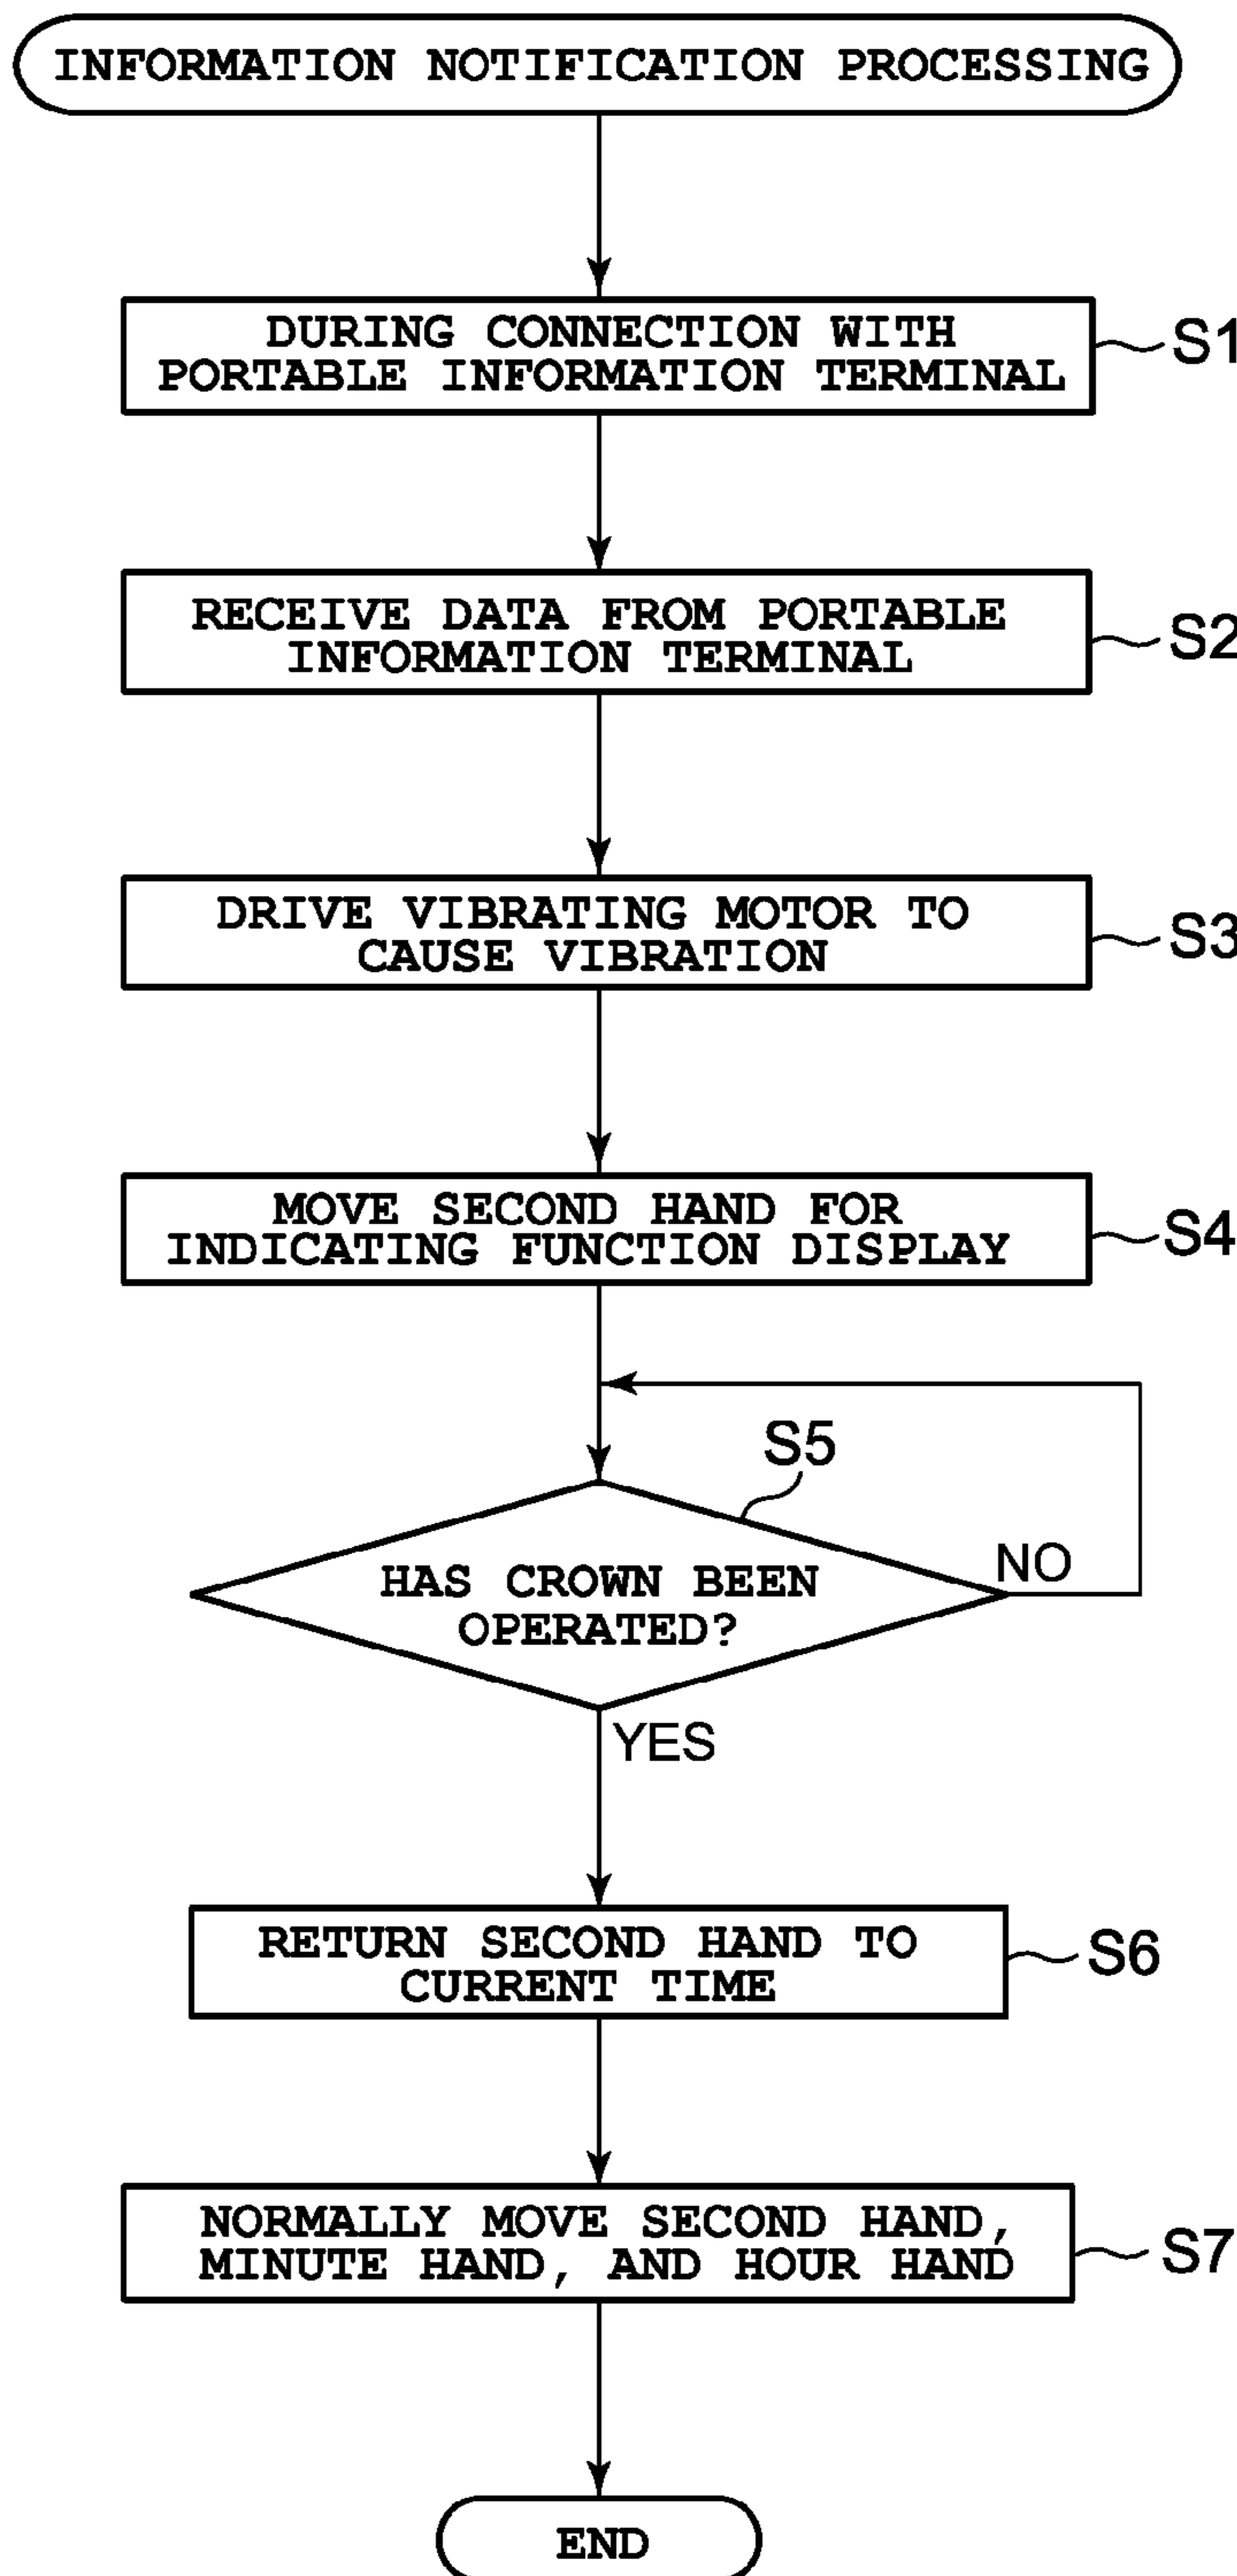 INFORMATION NOTIFICATION PROCESSING
DURING CONNECTION WITH
PORTABLE INFORMATION TERMINAL
S1
RECEIVE DATA FROM PORTABLE
INFORMATION TERMINAL
S2
DRIVE VIBRATING MOTOR TO
CAUSE VIBRATION
S3
MOVE SECOND HAND FOR
INDICATING FUNCTION DISPLAY
S4
S5
HAS CROWN BEEN
OPERATED?
NO
YES
RETURN SECOND HAND TO
CURRENT TIME
S6
NORMALLY MOVE SECOND HAND,
MINUTE HAND, AND HOUR HAND
S7
END